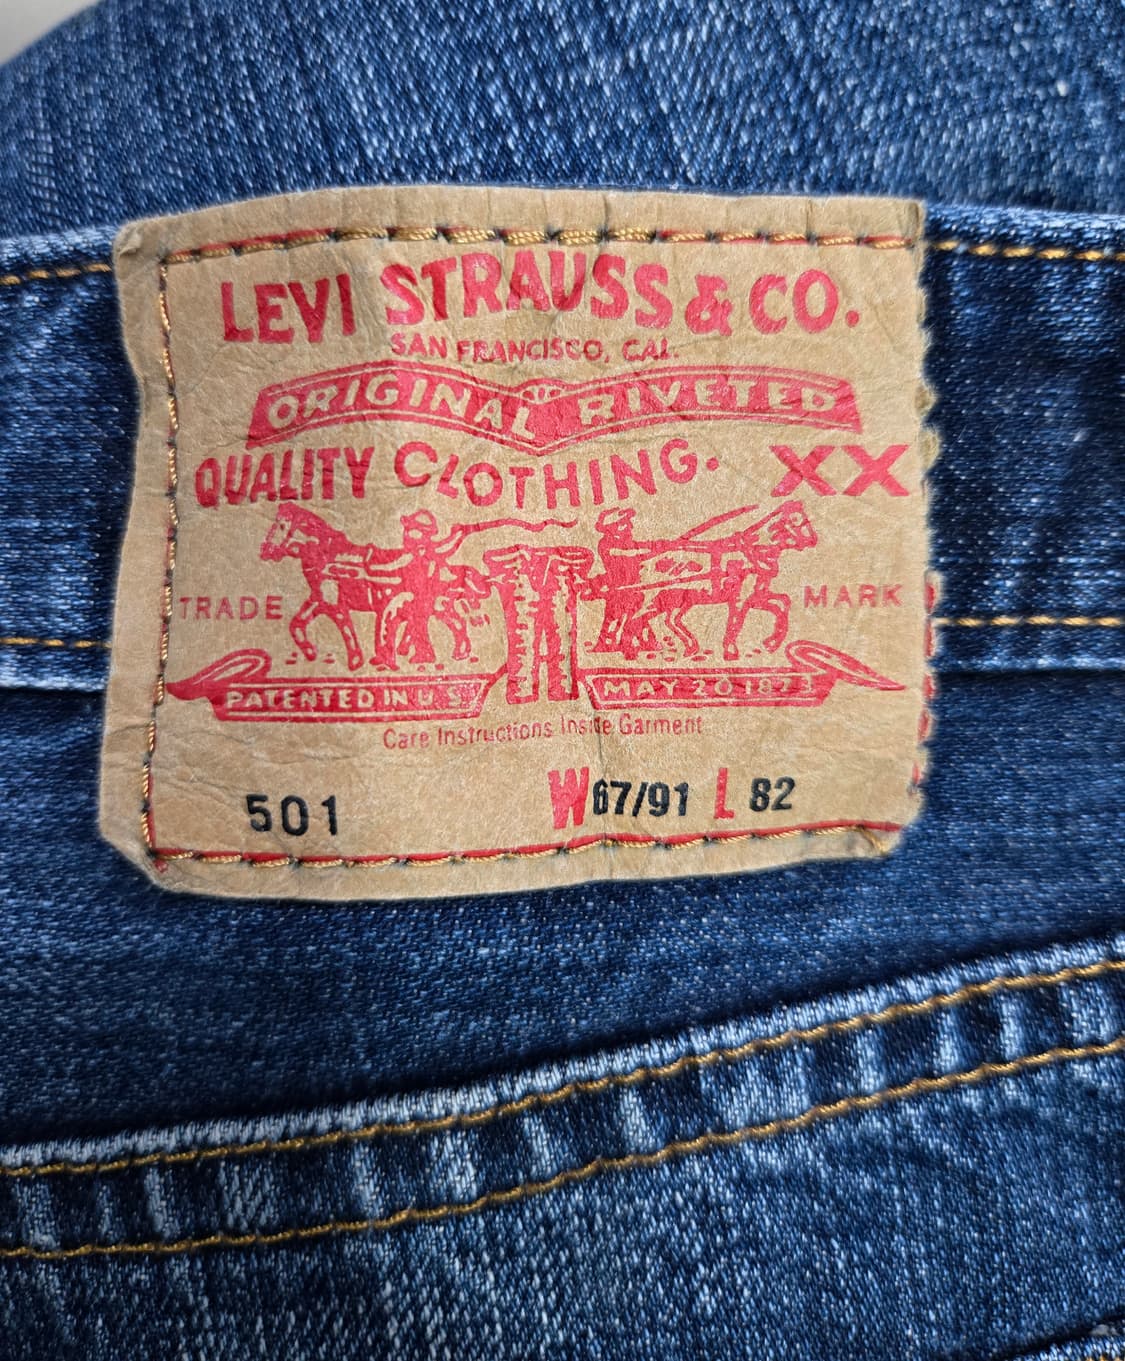 LEVI STRAUSS & CO.
SAN FRANCISCO, CAL.
ORIGINAL RIVETED
QUALITY CLOTHING. XX
TRADE MARK
PATENTED IN U.S. MAY 20 1873
Care Instructions Inside Garment
501 W67/91 L 82